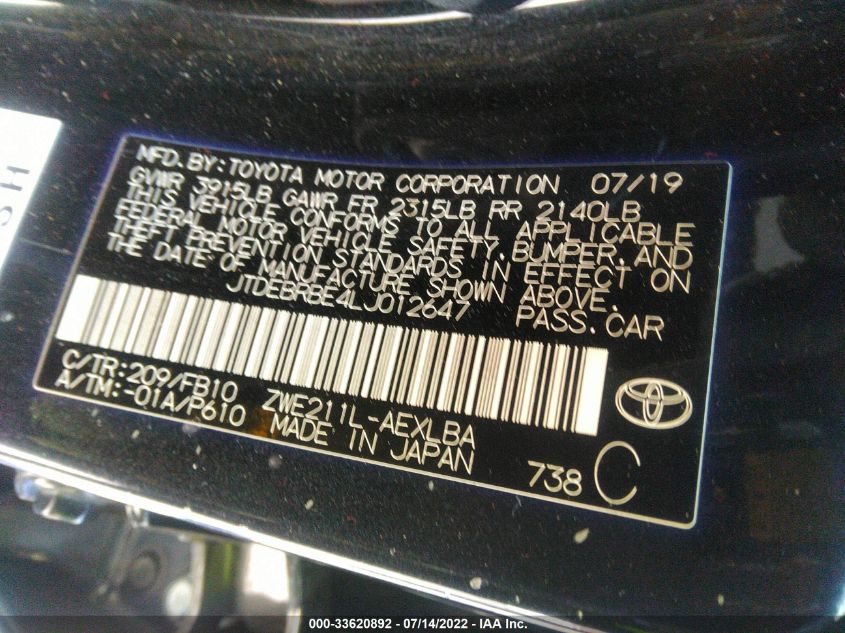 H
MFD. BY: TOYOTA MOTOR CORPORATION 07/19
GVWR 3915LB GAWR FR 2315LB RR 2140LB
THIS VEHICLE CONFORMS TO ALL APPLICABLE
FEDERAL MOTOR VEHICLE SAFETY, BUMPER, AND
THEFT PREVENTION STANDARDS IN EFFECT ON
THE DATE OF MANUFACTURE SHOWN ABOVE.
JTDEBRBE4LJ012647 PASS. CAR
C/TR: 209/FB10 ZWE211L-AEXLBA
A/TM: -01A/P610 MADE IN JAPAN
738 C
000-33620892 - 07/14/2022 - IAA Inc.